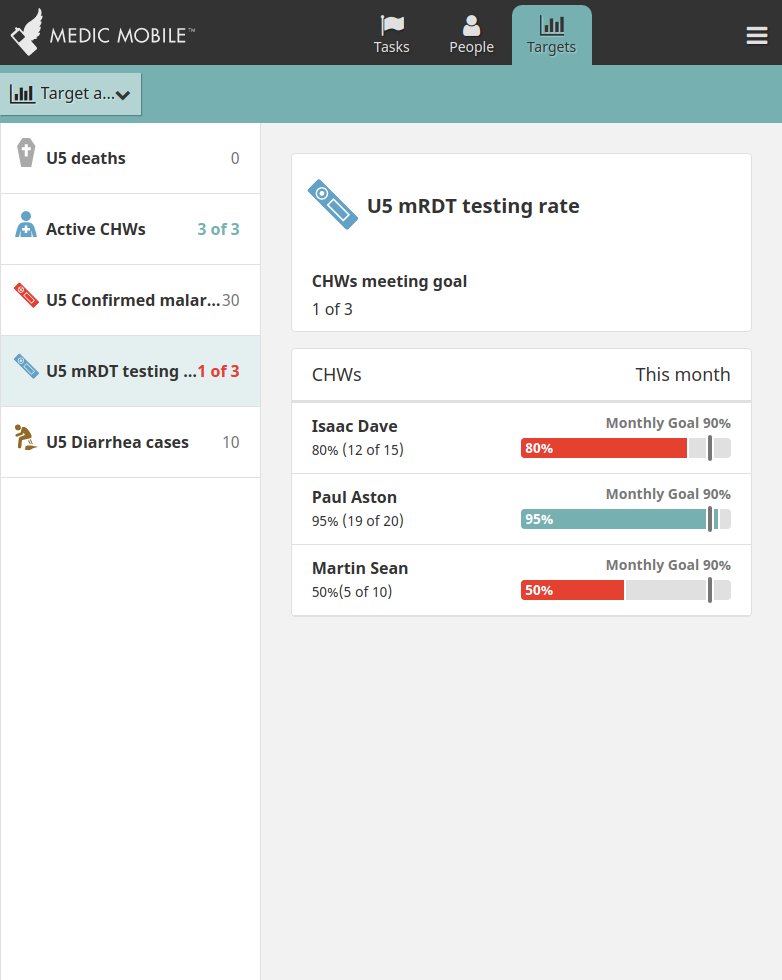 MEDIC MOBILE™
Tasks
People
Targets
Target a...
U5 deaths 0
Active CHWs 3 of 3
U5 Confirmed malar... 30
U5 mRDT testing ... 1 of 3
U5 Diarrhea cases 10
U5 mRDT testing rate
CHWs meeting goal
1 of 3
CHWs This month
Isaac Dave Monthly Goal 90%
80% (12 of 15) 80%
Paul Aston Monthly Goal 90%
95% (19 of 20) 95%
Martin Sean Monthly Goal 90%
50%(5 of 10) 50%